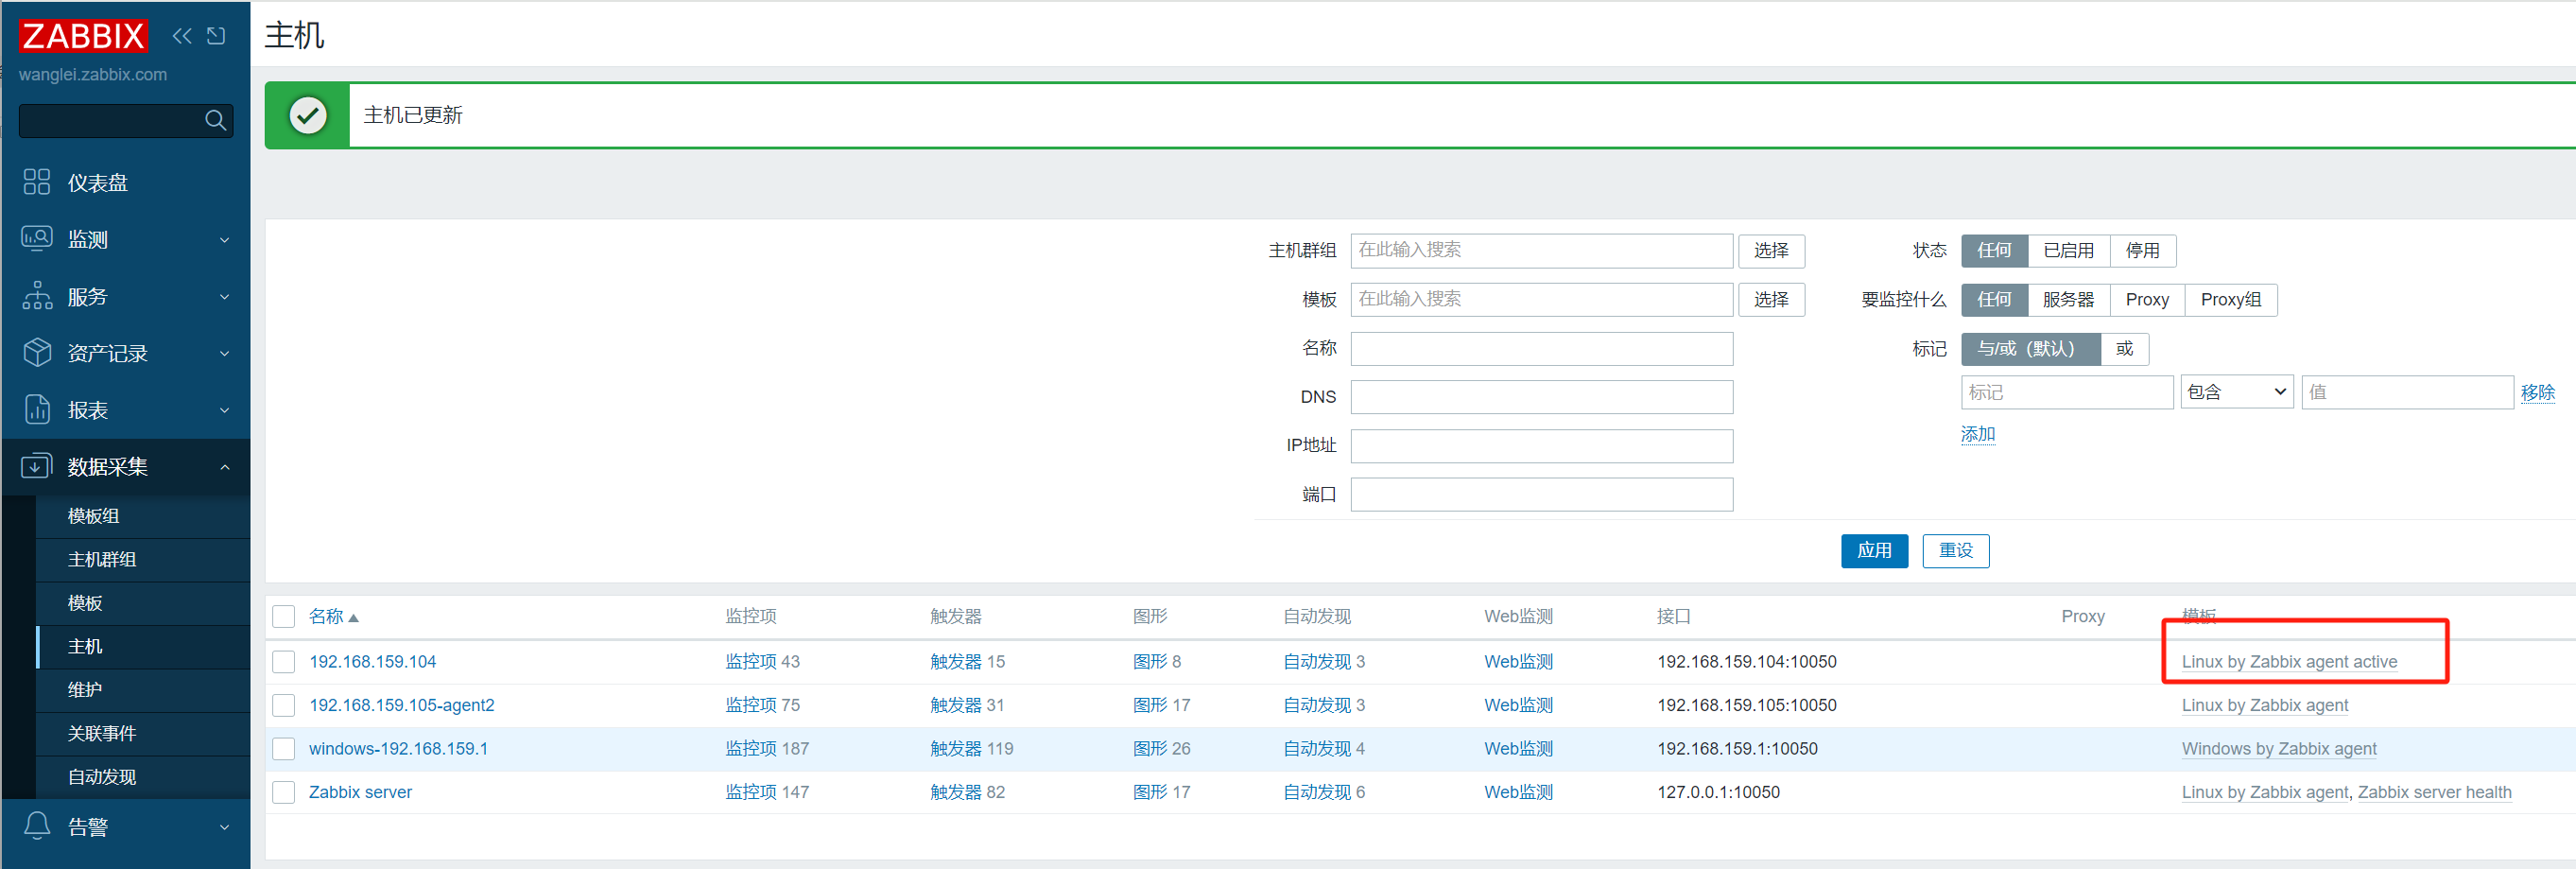 ZABBIX
wanglei.zabbix.com
仪表盘
监测
服务
资产记录
报表
数据采集
模板组
主机群组
模板
主机
维护
关联事件
自动发现
告警
主机
主机已更新
主机群组 在此输入搜索 选择 状态 任何 已启用 停用
模板 在此输入搜索 选择 要监控什么 任何 服务器 Proxy Proxy组
名称 标记 与/或（默认） 或
DNS 标记 包含 值 移除
添加
IP地址
端口
应用 重设
名称 监控项 触发器 图形 自动发现 Web监测 接口 Proxy 模板
192.168.159.104 监控项 43 触发器 15 图形 8 自动发现 3 Web监测 192.168.159.104:10050 Linux by Zabbix agent active
192.168.159.105-agent2 监控项 75 触发器 31 图形 17 自动发现 3 Web监测 192.168.159.105:10050 Linux by Zabbix agent
windows-192.168.159.1 监控项 187 触发器 119 图形 26 自动发现 4 Web监测 192.168.159.1:10050 Windows by Zabbix agent
Zabbix server 监控项 147 触发器 82 图形 17 自动发现 6 Web监测 127.0.0.1:10050 Linux by Zabbix agent, Zabbix server health